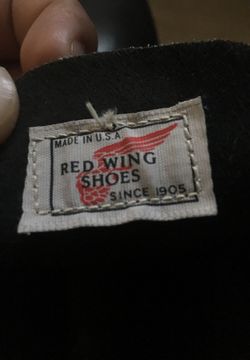 MADE IN U.S.A.
RED WING
SHOES
SINCE 1905